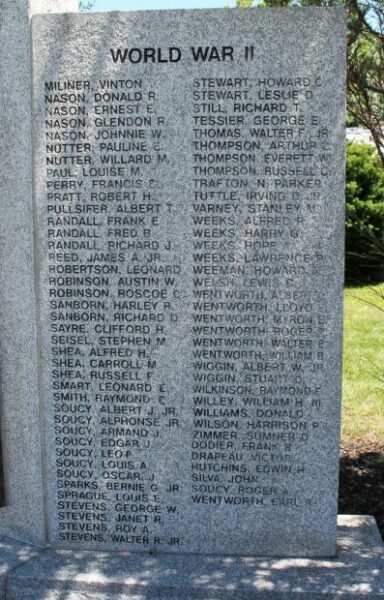 WORLD WAR II
MILINER, VINTON
NASON, DONALD R.
NASON, ERNEST E.
NASON, GLENDON R.
NASON, JOHNNIE W.
NUTTER, PAULINE E.
NUTTER, WILLARD M.
PAUL, LOUISE M.
PERRY, FRANCIS
PRATT, ROBERT H.
PULLSIFER, ALBERT T.
RANDALL, FRANK E.
RANDALL, FRED B.
RANDALL, RICHARD J.
REED, JAMES A. JR.
ROBERTSON, LEONARD
ROBINSON, AUSTIN W.
ROBINSON, ROSCOE C.
SANBORN, HARLEY R.
SANBORN, RICHARD D.
SAYRE, CLIFFORD H.
SEISEL, STEPHEN M.
SHEA, ALFRED H.
SHEA, CARROLL M.
SHEA, RUSSELL F.
SMART, LEONARD E.
SMITH, RAYMOND E.
SOUCY, ALBERT J. JR.
SOUCY, ALPHONSE JR.
SOUCY, ARMAND J.
SOUCY, EDGAR J.
SOUCY, LEO P.
SOUCY, LOUIS A.
SOUCY, OSCAR J.
SPARKS, BERNIE G. JR.
SPRAGUE, LOUIS E.
STEVENS, GEORGE W.
STEVENS, JANET R.
STEVENS, ROY A.
STEVENS, WALTER R. JR.
STEWART, HOWARD C.
STEWART, LESLIE D.
STILL, RICHARD T.
TESSIER, GEORGE E.
THOMAS, WALTER F. JR.
THOMPSON, ARTHUR
THOMPSON, EVERETT W.
THOMPSON, RUSSELL C.
TRAFTON, N. PARKER
TUTTLE, IRVING D. JR.
VARNEY, STANLEY M.
WEEKS, ALFRED R.
WEEKS, HARRY G.
WEEKS, HOPE A.
WEEKS, LAWRENCE P.
WEEMAN, HOWARD
WELSH, LEWIS
WENTWORTH, ALBERT
WENTWORTH, LLOYD
WENTWORTH, MYRON E.
WENTWORTH, ROGER
WENTWORTH, WALTER
WENTWORTH, WILLIAM R.
WIGGIN, ALBERT W. JR.
WIGGIN, STUART D.
WILKINSON, RAYMOND F.
WILLEY, WILLIAM H. III
WILLIAMS, DONALD
WILSON, HARRISON P.
ZIMMER, SUMNER D.
DODIER, FRANK R.
DRAPEAU, VICTOR
HUTCHINS, EDWIN H.
SILVA, JOHN
SOUCY, ROGER
WENTWORTH, EARL R.